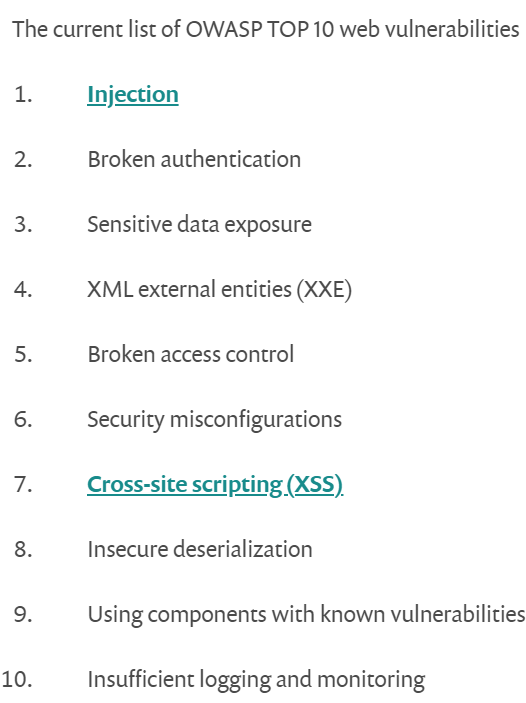 The current list of OWASP TOP 10 web vulnerabilities
1. Injection
2. Broken authentication
3. Sensitive data exposure
4. XML external entities (XXE)
5. Broken access control
6. Security misconfigurations
7. Cross-site scripting (XSS)
8. Insecure deserialization
9. Using components with known vulnerabilities
10. Insufficient logging and monitoring